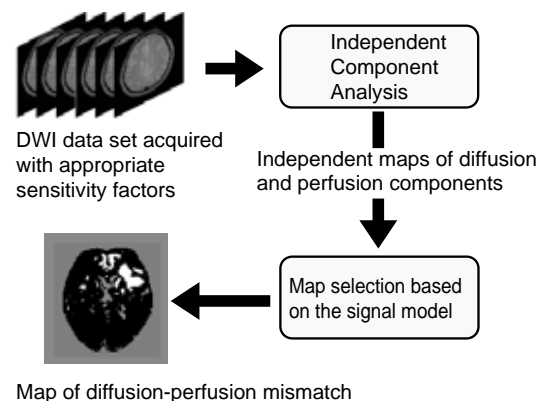 Independent
Component
Analysis
DWI data set acquired
with appropriate
sensitivity factors
Independent maps of diffusion
and perfusion components
Map selection based
on the signal model
Map of diffusion-perfusion mismatch